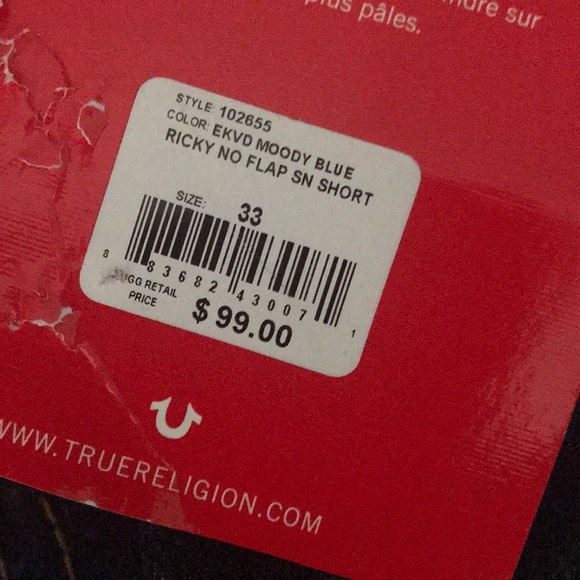 sur
plus pâles.
STYLE: 102655
COLOR: EKVD MOODY BLUE
RICKY NO FLAP SN SHORT
SIZE: 33
8 83682 43007 1
RETAIL
PRICE $99.00
WWW.TRUERELIGION.COM